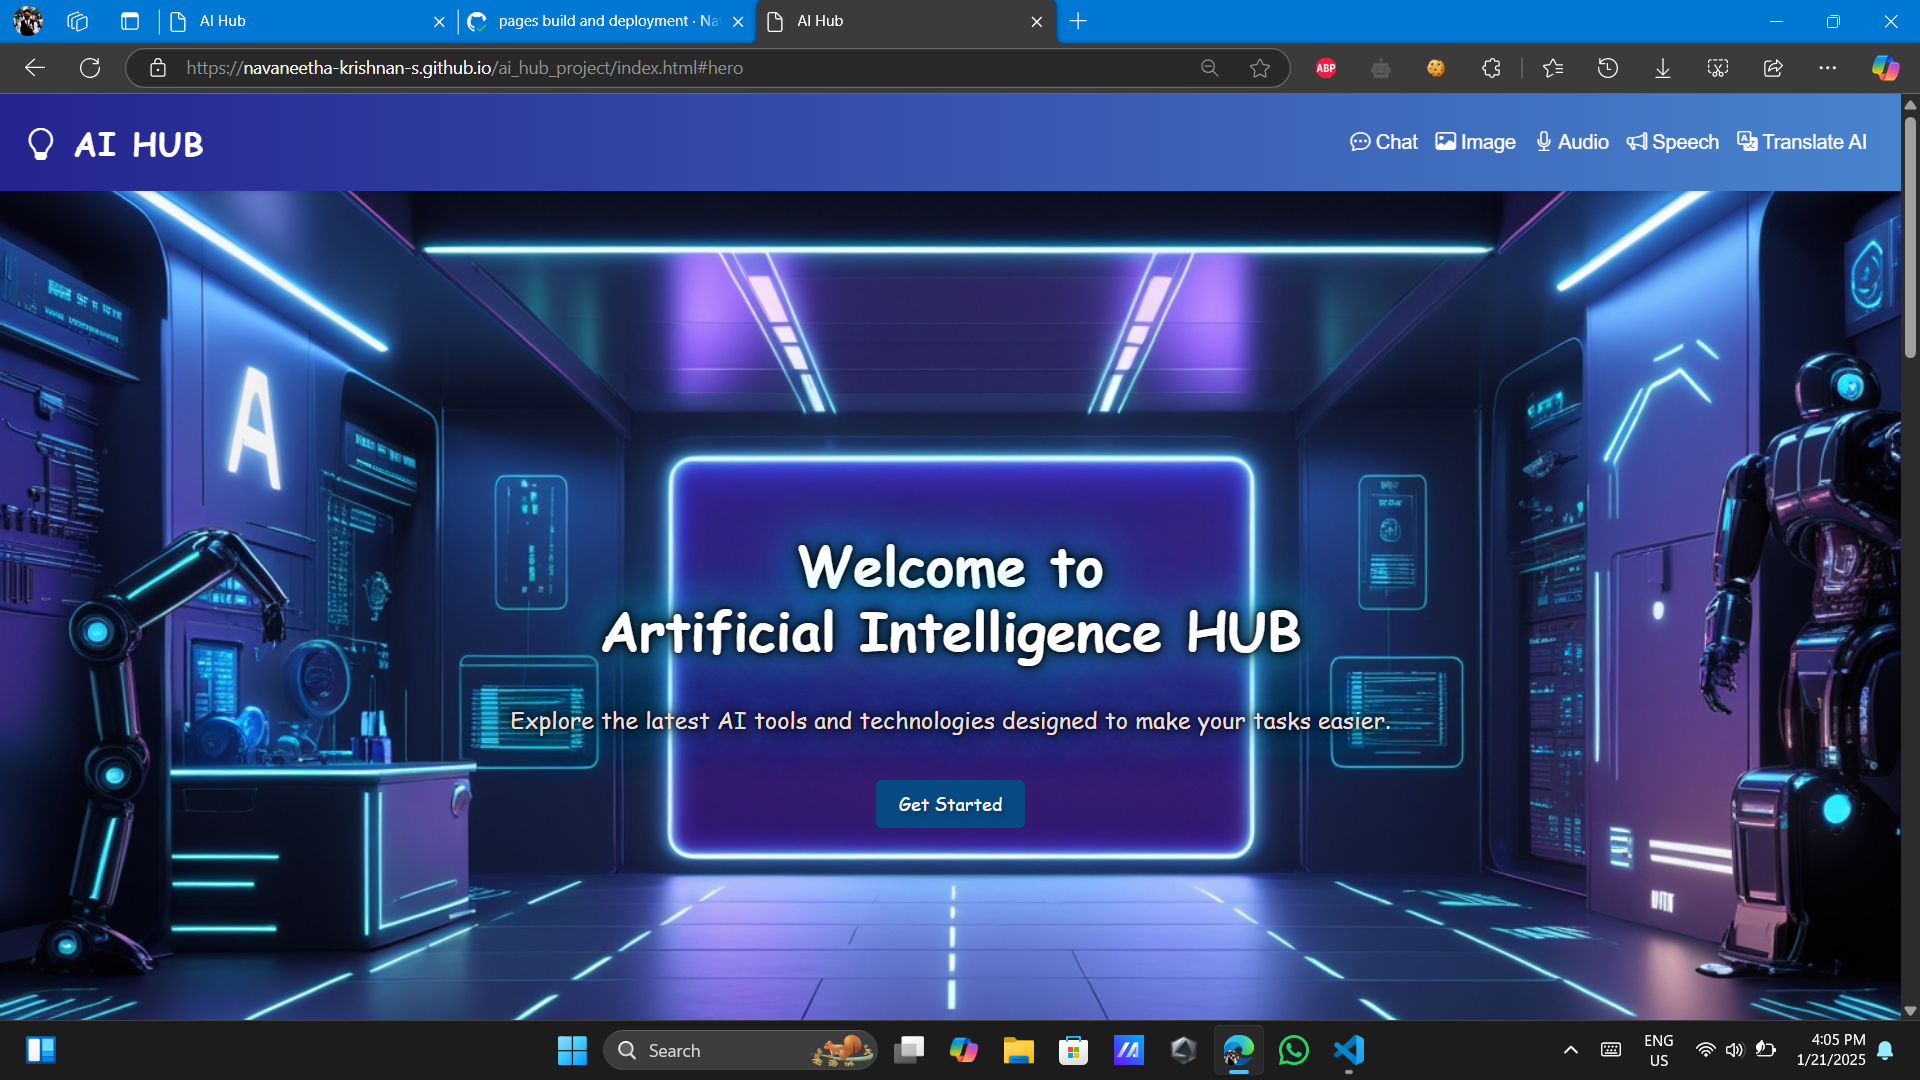 AI Hub
pages build and deployment · Na
AI Hub
https://navaneetha-krishnan-s.github.io/ai_hub_project/index.html#hero
ABP
AI HUB
Chat Image Audio Speech Translate AI
A
Welcome to
Artificial Intelligence HUB
Explore the latest AI tools and technologies designed to make your tasks easier.
Get Started
Search
ENG
US
4:05 PM
1/21/2025